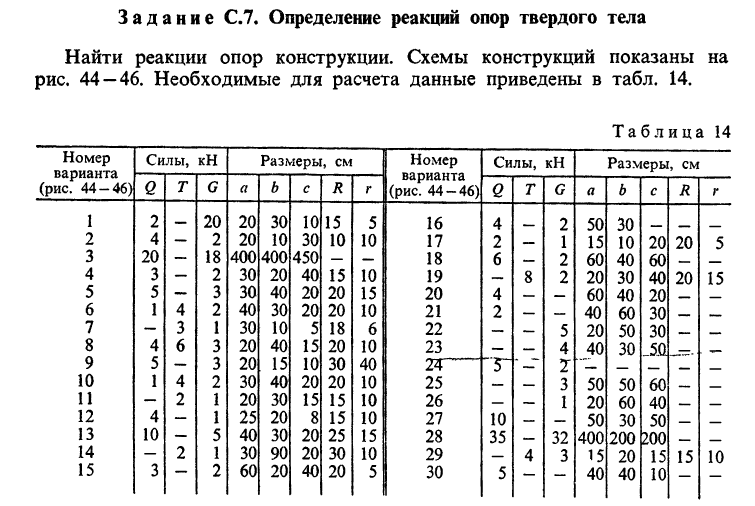 Задание С.7. Определение реакций опор твердого тела
Найти реакции опор конструкции. Схемы конструкций показаны на
рис. 44—46. Необходимые для расчета данные приведены в табл. 14.
Таблица 14
Номер варианта (рис. 44—46) Силы, кН Размеры, см Номер варианта (рис. 44—46) Силы, кН Размеры, см
Q T G a b c R r Q T G a b c R r
1 2 — 20 20 30 10 15 5 16 4 — 2 50 30 — — —
2 4 — 2 20 10 30 10 10 17 2 — 1 15 10 20 20 5
3 20 — 18 400 400 450 — — 18 6 — 2 60 40 60 — —
4 3 — 2 30 20 40 15 10 19 — 8 2 20 30 40 20 15
5 5 — 3 30 40 20 20 15 20 4 — — 60 40 20 — —
6 1 4 2 40 30 20 20 10 21 2 — — 40 60 30 — —
7 — 3 1 30 10 5 18 6 22 — — 5 20 50 30 — —
8 4 6 3 20 40 15 20 10 23 — — 4 40 30 50 — —
9 5 — 3 20 15 10 30 40 24 5 — 2 — — — — —
10 1 4 2 30 40 20 20 10 25 — — 3 50 50 60 — —
11 — 2 1 20 30 15 15 10 26 — — 1 20 60 40 — —
12 4 — 1 25 20 8 15 10 27 10 — — 50 30 50 — —
13 10 — 5 40 30 20 25 15 28 35 — 32 400 200 200 — —
14 — 2 1 30 90 20 30 10 29 — 4 3 15 20 15 15 10
15 3 — 2 60 20 40 20 5 30 5 — — 40 40 10 — —